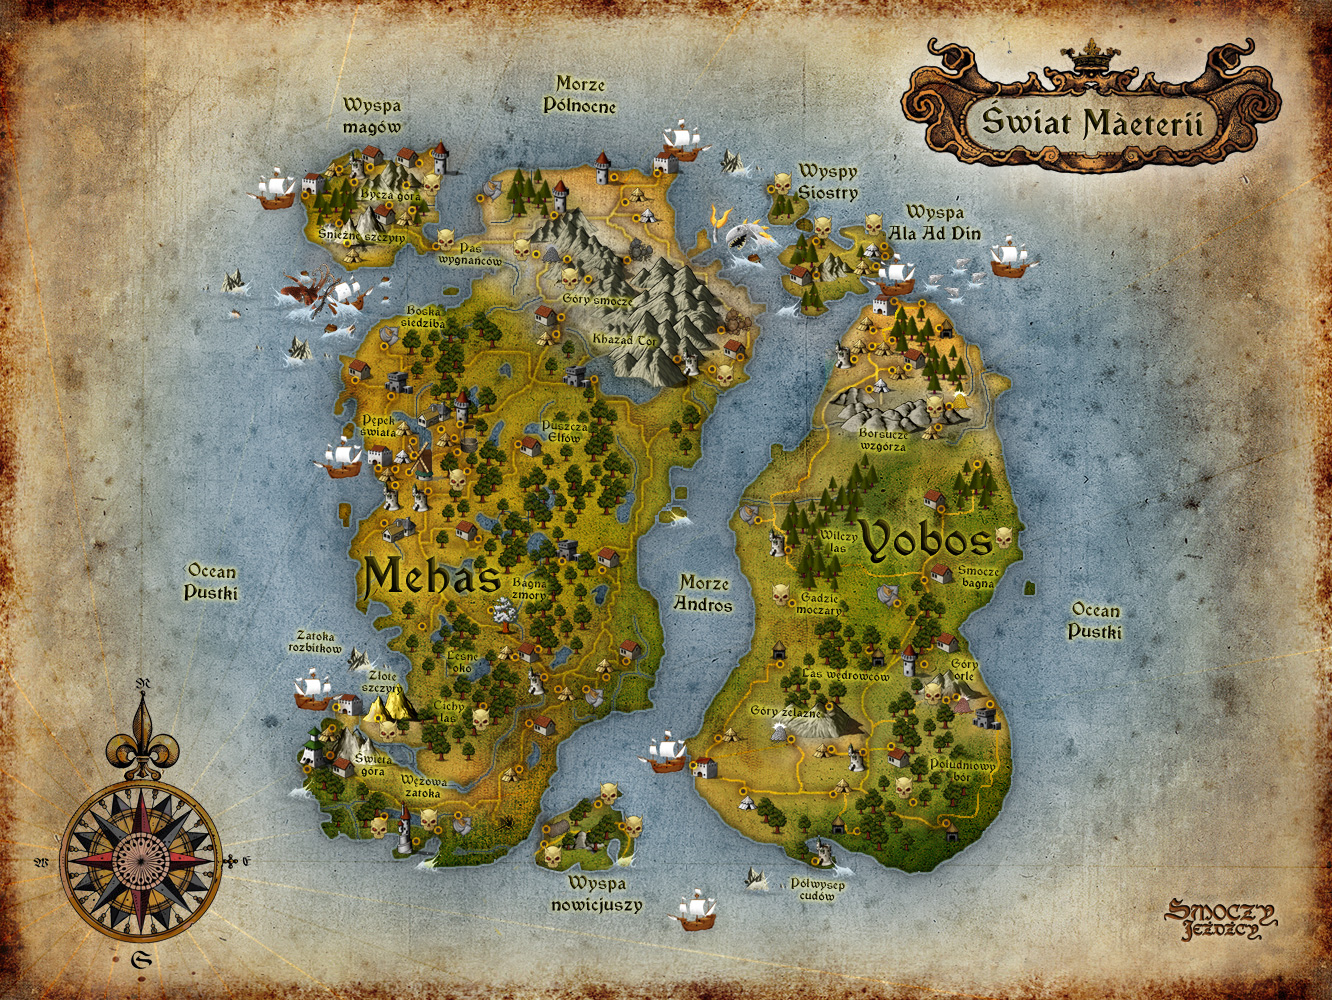 Świat Màeterii
Morze
Północne
Wyspa
magów
Wyspy
Siostry
Wyspa
Ala Ad Din
Bycza góra
Śnieżne szczyty
Pas
wygnańców
Góry smocze
Khazad Tor
Boska
siedziba
Pępek
świata
Puszcza
Elfów
Borsucze
wzgórza
Wilczy
las
Yobos
Mehas
Bagna
zmory
Smocze
bagna
Gadzie
moczary
Ocean
Pustki
Morze
Andros
Ocean
Pustki
Zatoka
rozbitkow
Leśne
oko
Złote
szczyty
Cichy
las
Las wędrowców
Góry
orle
Góry żelazne
Święta
góra
Wężowa
zatoka
Południowy
bór
Wyspa
nowicjuszy
Półwysep
cudów
N
W
E
S
Smoczy
Jeźdźcy